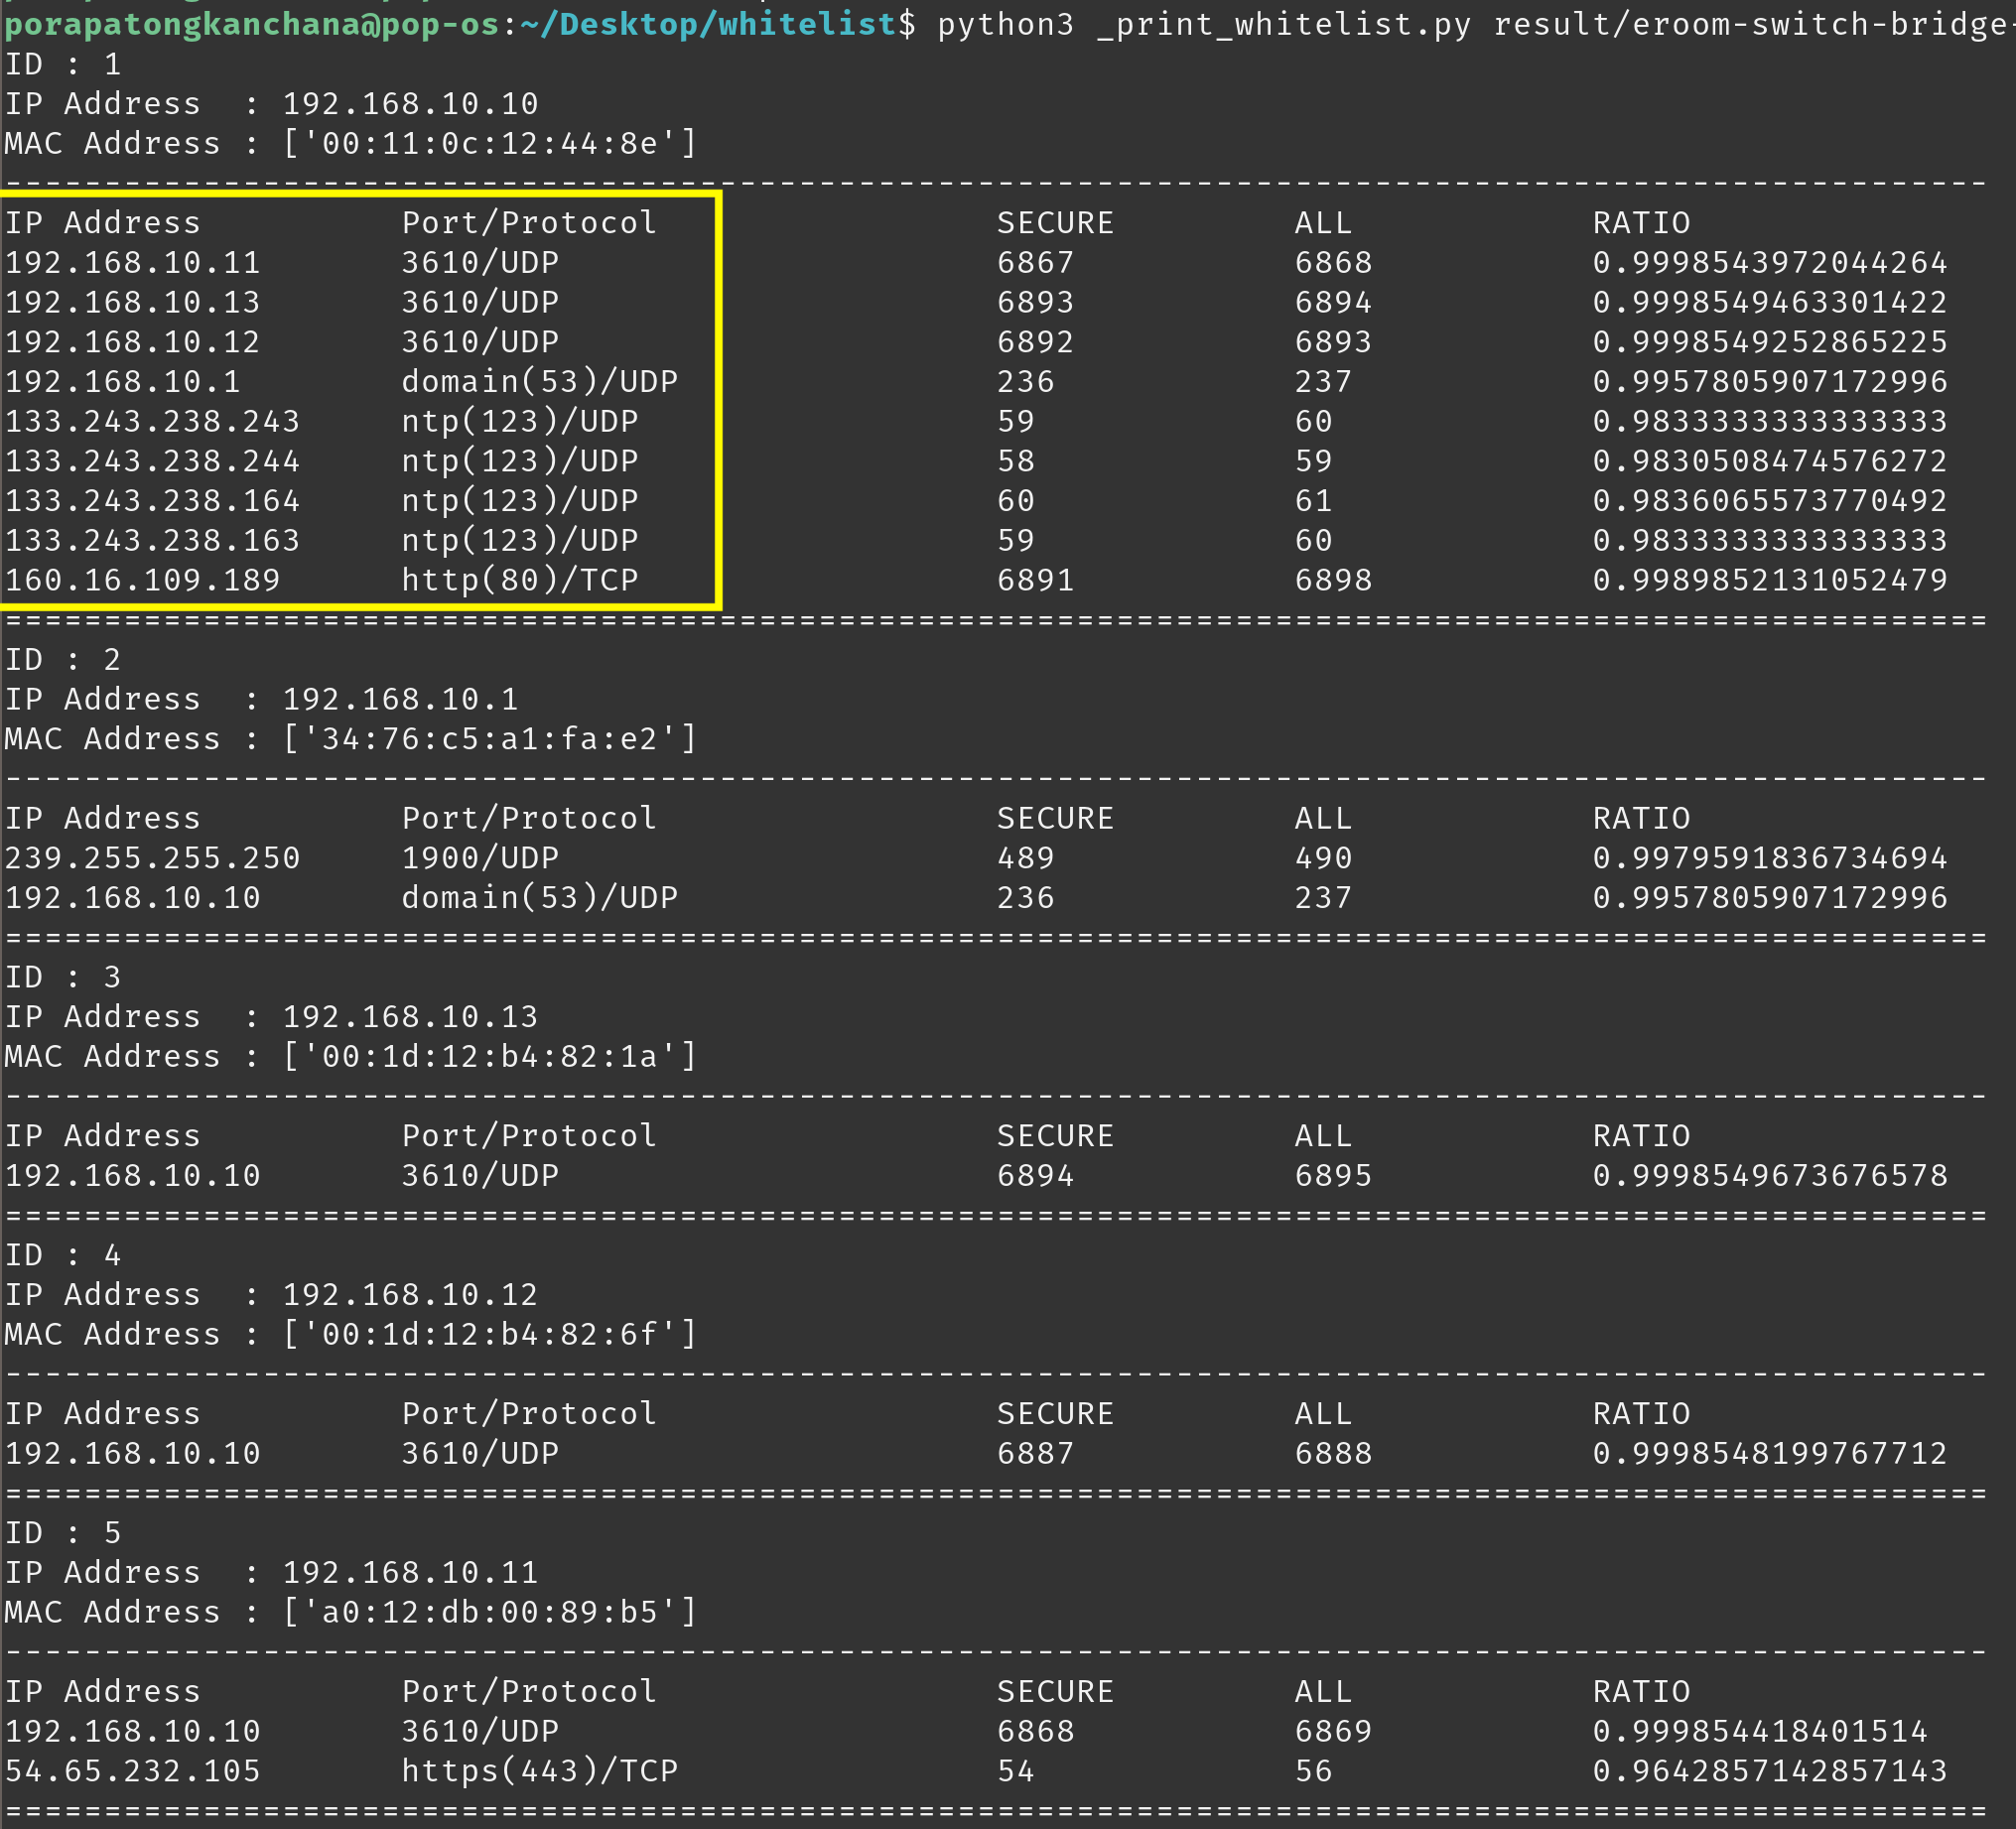 porapatongkanchana@pop-os:~/Desktop/whitelist$ python3 _print_whitelist.py result/eroom-switch-bridge-
ID : 1
IP Address  : 192.168.10.10
MAC Address : ['00:11:0c:12:44:8e']
---------------------------------------------------------------------------------------------------
IP Address          Port/Protocol                 SECURE         ALL            RATIO
192.168.10.11       3610/UDP                      6867           6868           0.9998543972044264
192.168.10.13       3610/UDP                      6893           6894           0.9998549463301422
192.168.10.12       3610/UDP                      6892           6893           0.9998549252865225
192.168.10.1        domain(53)/UDP                236            237            0.9957805907172996
133.243.238.243     ntp(123)/UDP                  59             60             0.9833333333333333
133.243.238.244     ntp(123)/UDP                  58             59             0.9830508474576272
133.243.238.164     ntp(123)/UDP                  60             61             0.9836065573770492
133.243.238.163     ntp(123)/UDP                  59             60             0.9833333333333333
160.16.109.189      http(80)/TCP                  6891           6898           0.9989852131052479
===================================================================================================
ID : 2
IP Address  : 192.168.10.1
MAC Address : ['34:76:c5:a1:fa:e2']
---------------------------------------------------------------------------------------------------
IP Address          Port/Protocol                 SECURE         ALL            RATIO
239.255.255.250     1900/UDP                      489            490            0.9979591836734694
192.168.10.10       domain(53)/UDP                236            237            0.9957805907172996
===================================================================================================
ID : 3
IP Address  : 192.168.10.13
MAC Address : ['00:1d:12:b4:82:1a']
---------------------------------------------------------------------------------------------------
IP Address          Port/Protocol                 SECURE         ALL            RATIO
192.168.10.10       3610/UDP                      6894           6895           0.9998549673676578
===================================================================================================
ID : 4
IP Address  : 192.168.10.12
MAC Address : ['00:1d:12:b4:82:6f']
---------------------------------------------------------------------------------------------------
IP Address          Port/Protocol                 SECURE         ALL            RATIO
192.168.10.10       3610/UDP                      6887           6888           0.9998548199767712
===================================================================================================
ID : 5
IP Address  : 192.168.10.11
MAC Address : ['a0:12:db:00:89:b5']
---------------------------------------------------------------------------------------------------
IP Address          Port/Protocol                 SECURE         ALL            RATIO
192.168.10.10       3610/UDP                      6868           6869           0.999854418401514
54.65.232.105       https(443)/TCP                54             56             0.9642857142857143
===================================================================================================